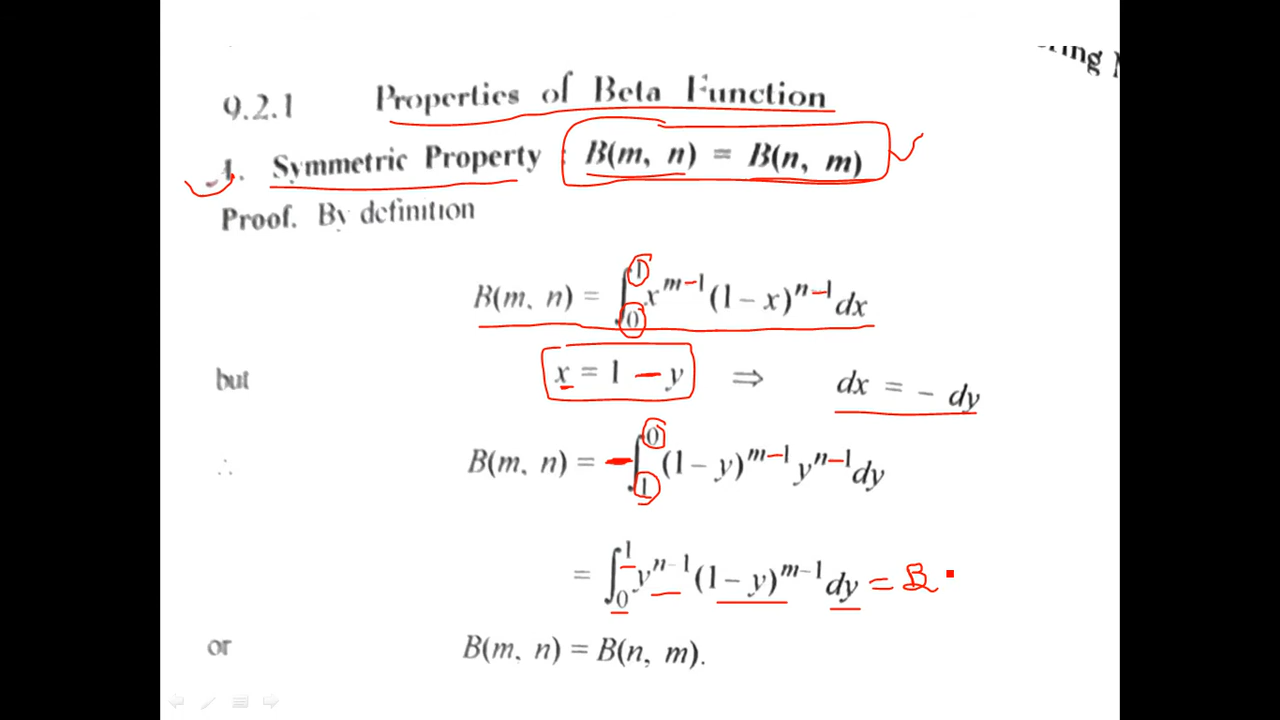 ering
9.2.1 Properties of Beta Function
1. Symmetric Property B(m, n) = B(n, m)
Proof. By definition
B(m, n) = ∫₀¹ x^{m−1} (1 − x)^{n−1} dx
but x = 1 − y ⇒ dx = − dy
∴ B(m, n) = −∫₁⁰ (1 − y)^{m−1} y^{n−1} dy
= ∫₀¹ y^{n−1} (1 − y)^{m−1} dy = B
or B(m, n) = B(n, m).